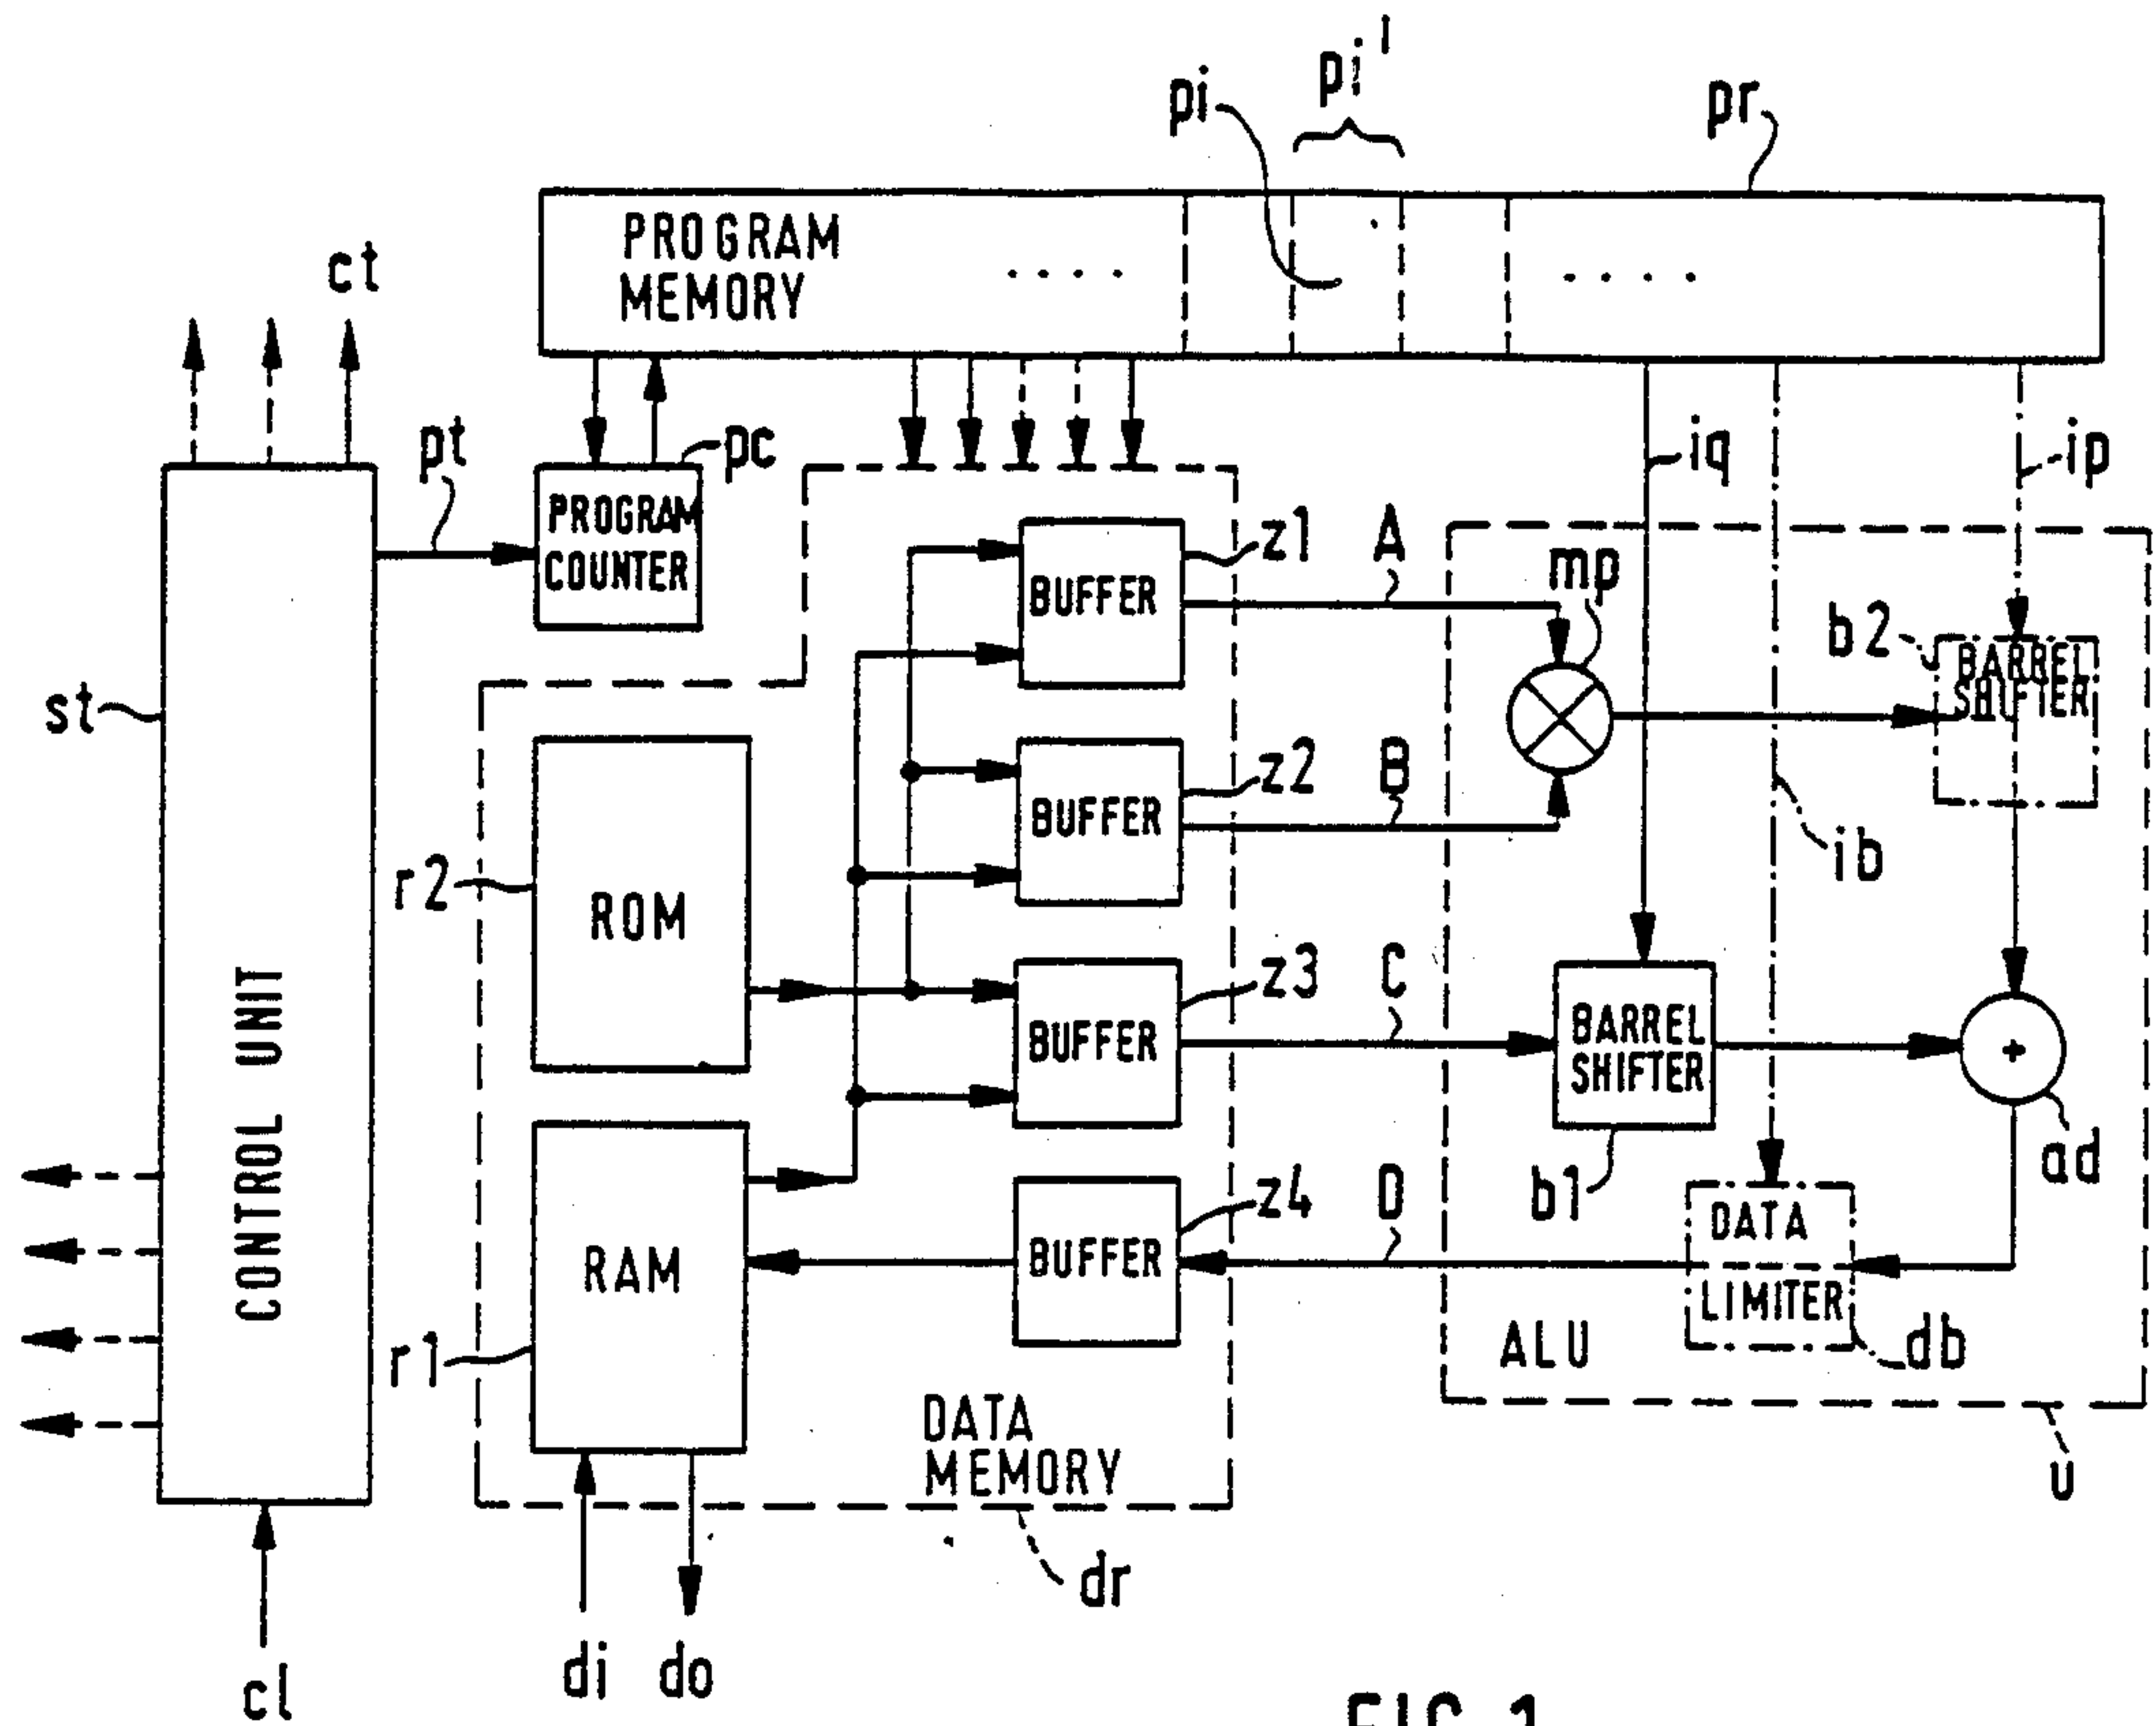 pi
pi'
pr
PROGRAM
MEMORY
. . . .
. . . .
ct
pt
pc
PROGRAM
COUNTER
iq
ip
st
BUFFER
z1
A
mp
b2
BARREL
SHIFTER
BUFFER
z2
B
ib
r2
ROM
BUFFER
z3
C
BARREL
SHIFTER
b1
+
ad
CONTROL UNIT
RAM
r1
BUFFER
z4
D
DATA
LIMITER
db
ALU
U
DATA
MEMORY
dr
cl
di
do
FIG. 1